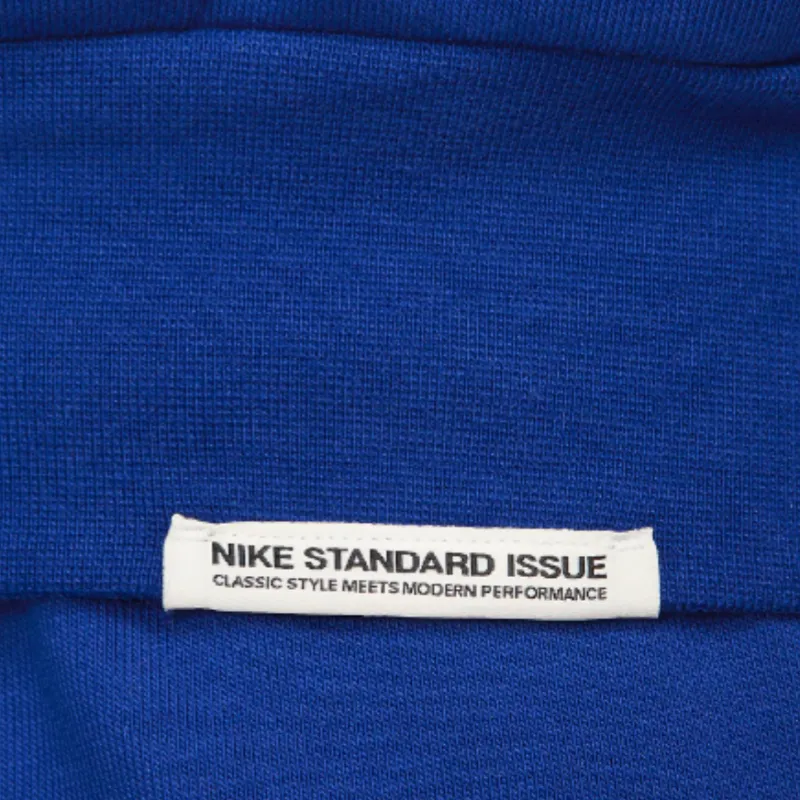 NIKE STANDARD ISSUE
CLASSIC STYLE MEETS MODERN PERFORMANCE